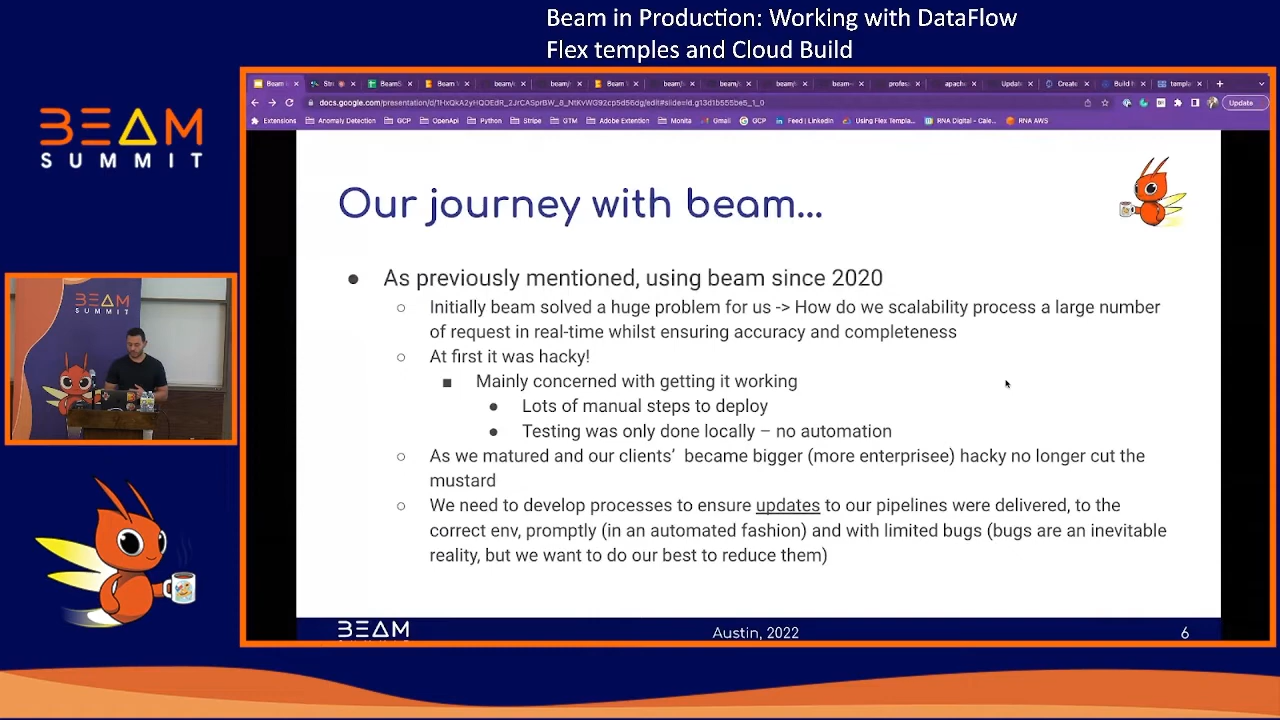 Beam in Production: Working with DataFlow
Flex temples and Cloud Build
BEAM
SUMMIT
docs.google.com/presentation/d/
Update
Extensions
Anomaly Detection
GCP
OpenApi
Python
Stripe
GTM
Adobe Extention
Monita
Gmail
GCP
Feed | LinkedIn
Using Flex Templa...
RNA Digital - Cale...
RNA AWS
Our journey with beam...
● As previously mentioned, using beam since 2020
○ Initially beam solved a huge problem for us -> How do we scalability process a large number
of request in real-time whilst ensuring accuracy and completeness
○ At first it was hacky!
■ Mainly concerned with getting it working
● Lots of manual steps to deploy
● Testing was only done locally – no automation
○ As we matured and our clients’ became bigger (more enterprisee) hacky no longer cut the
mustard
○ We need to develop processes to ensure updates to our pipelines were delivered, to the
correct env, promptly (in an automated fashion) and with limited bugs (bugs are an inevitable
reality, but we want to do our best to reduce them)
BEAM
SUMMIT
BEAM
Austin, 2022
6